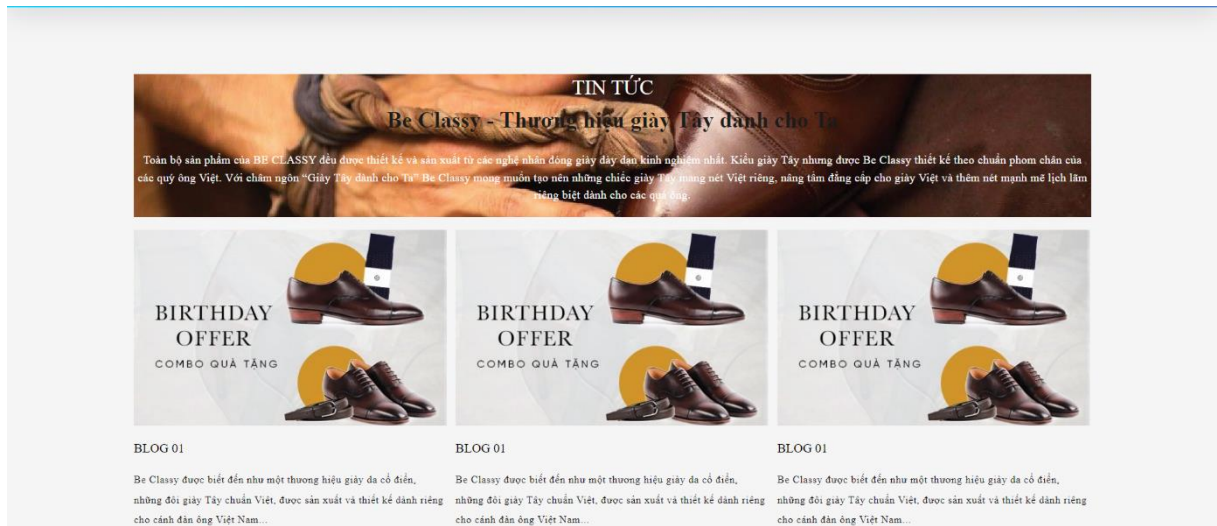 TIN TỨC
Be Classy - Thương hiệu giày Tây dành cho Ta
Toàn bộ sản phẩm của BE CLASSY đều được thiết kế và sản xuất từ các nghệ nhân đóng giày dày dạn kinh nghiệm nhất. Kiểu giày Tây nhưng được Be Classy thiết kế theo chuẩn phom chân của
các quý ông Việt. Với châm ngôn “Giày Tây dành cho Ta” Be Classy mong muốn tạo nên những chiếc giày Tây mang nét Việt riêng, nâng tầm đẳng cấp cho giày Việt và thêm nét mạnh mẽ lịch lãm
riêng biệt dành cho các quý ông.
BIRTHDAY
OFFER
COMBO QUÀ TẶNG
BIRTHDAY
OFFER
COMBO QUÀ TẶNG
BIRTHDAY
OFFER
COMBO QUÀ TẶNG
BLOG 01
Be Classy được biết đến như một thương hiệu giày da cổ điển,
những đôi giày Tây chuẩn Việt, được sản xuất và thiết kế dành riêng
cho cánh đàn ông Việt Nam...
BLOG 01
Be Classy được biết đến như một thương hiệu giày da cổ điển,
những đôi giày Tây chuẩn Việt, được sản xuất và thiết kế dành riêng
cho cánh đàn ông Việt Nam...
BLOG 01
Be Classy được biết đến như một thương hiệu giày da cổ điển,
những đôi giày Tây chuẩn Việt, được sản xuất và thiết kế dành riêng
cho cánh đàn ông Việt Nam...